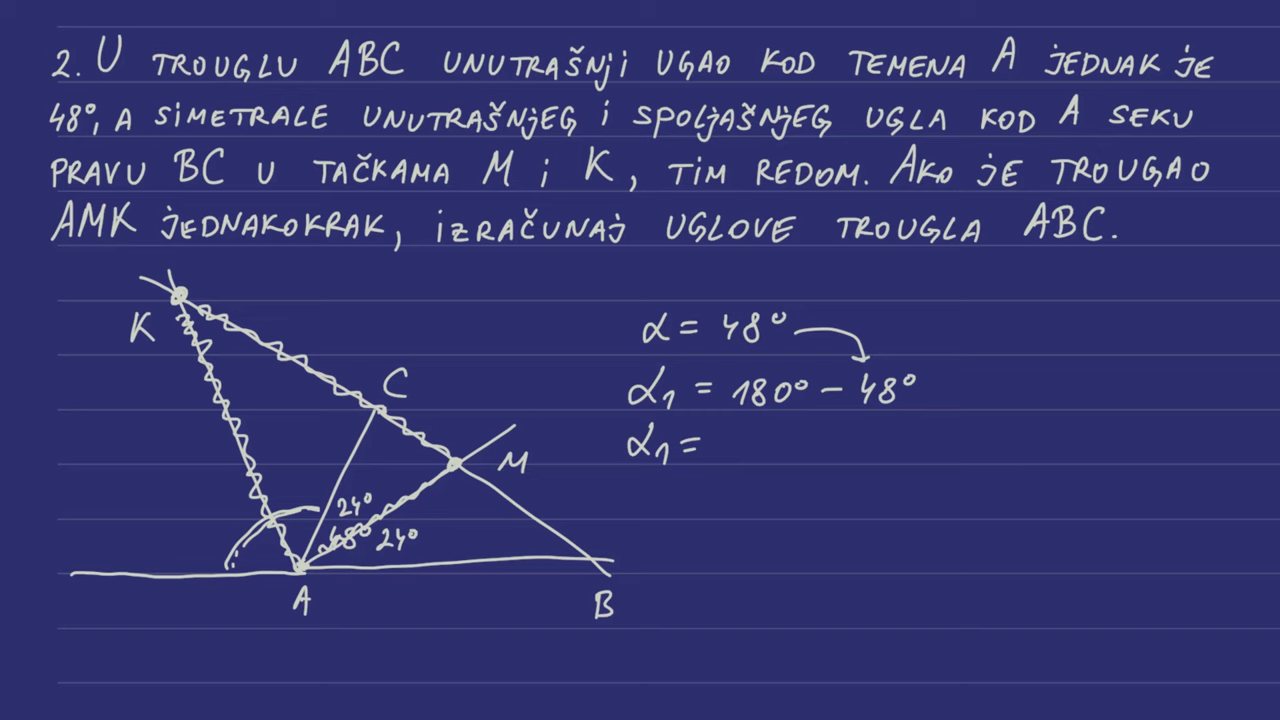 2. U TROUGLU ABC UNUTRAŠNjI UGAO KOD TEMENA A JEDNAK JE
48°, A SIMETRALE UNUTRAŠNjEG I SPOLjAŠNjEG UGLA KOD A SEKU
PRAVU BC U TAČKAMA M I K, TIM REDOM. AKO JE TROUGAO
AMK JEDNAKOKRAK, IZRAČUNAJ UGLOVE TROUGLA ABC.
K
C
M
24°
48° 24°
A
B
α = 48°
α₁ = 180° - 48°
α₁ =